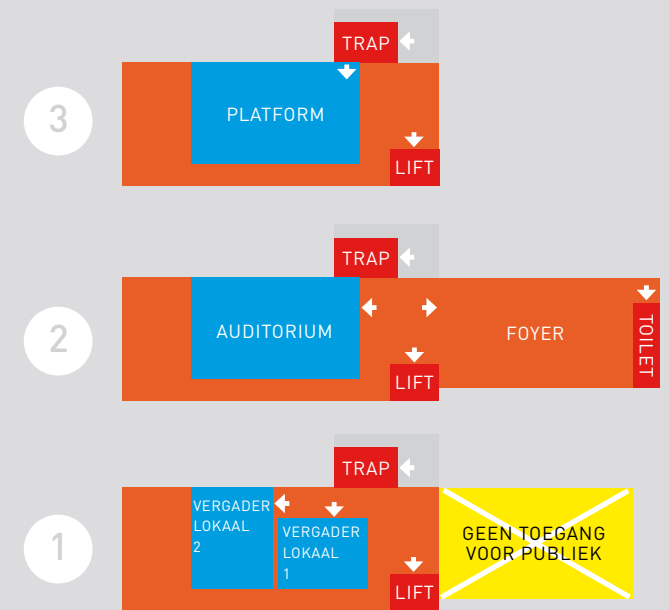 TRAP
3
PLATFORM
LIFT
TRAP
2
AUDITORIUM
FOYER
TOILET
LIFT
TRAP
1
VERGADER
LOKAAL
2
VERGADER
LOKAAL
1
GEEN TOEGANG
VOOR PUBLIEK
LIFT